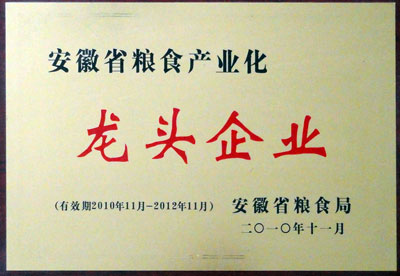 安徽省粮食产业化
龙头企业
(有效期2010年11月-2012年11月)
安徽省粮食局
二〇一〇年十一月